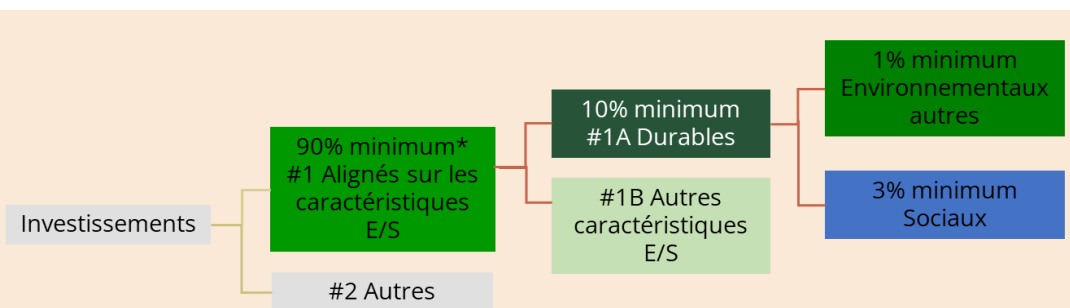 Investissements
90% minimum*
#1 Alignés sur les
caractéristiques
E/S
#2 Autres
10% minimum
#1A Durables
#1B Autres
caractéristiques
E/S
1% minimum
Environnementaux
autres
3% minimum
Sociaux